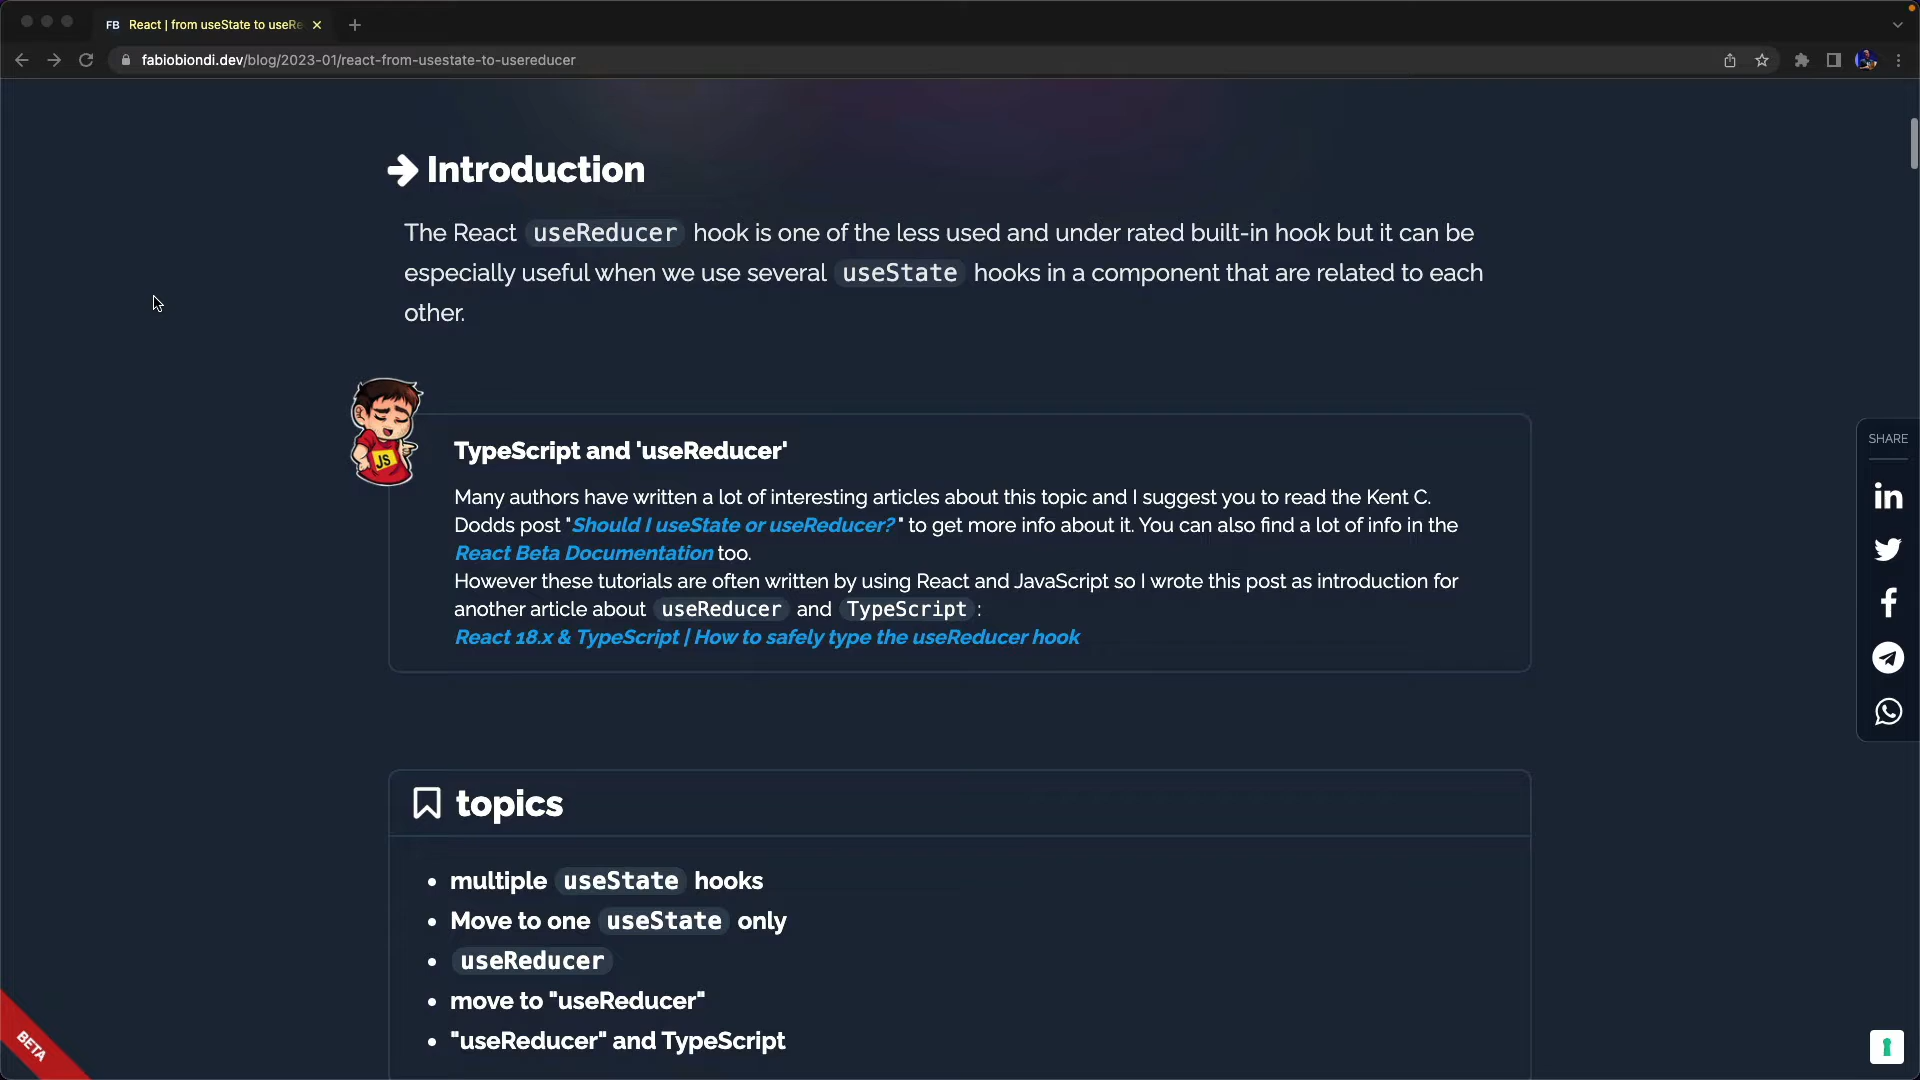 FB React | from useState to useRe
fabiobiondi.dev/blog/2023-01/react-from-usestate-to-usereducer
Introduction
The React useReducer hook is one of the less used and under rated built-in hook but it can be
especially useful when we use several useState hooks in a component that are related to each
other.
JS
TypeScript and 'useReducer'
Many authors have written a lot of interesting articles about this topic and I suggest you to read the Kent C.
Dodds post "Should I useState or useReducer?" to get more info about it. You can also find a lot of info in the
React Beta Documentation too.
However these tutorials are often written by using React and JavaScript so I wrote this post as introduction for
another article about useReducer and TypeScript :
React 18.x & TypeScript | How to safely type the useReducer hook
SHARE
topics
• multiple useState hooks
• Move to one useState only
• useReducer
• move to "useReducer"
• "useReducer" and TypeScript
BETA